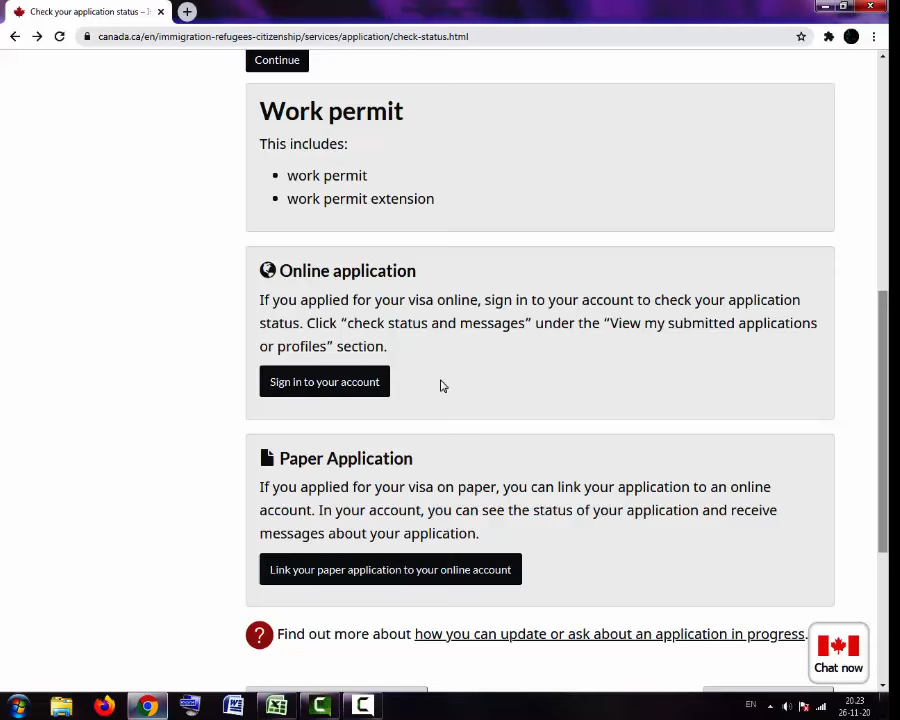 Check your application status – I
canada.ca/en/immigration-refugees-citizenship/services/application/check-status.html
Continue
Work permit
This includes:
• work permit
• work permit extension
Online application
If you applied for your visa online, sign in to your account to check your application
status. Click “check status and messages” under the “View my submitted applications
or profiles” section.
Sign in to your account
Paper Application
If you applied for your visa on paper, you can link your application to an online
account. In your account, you can see the status of your application and receive
messages about your application.
Link your paper application to your online account
? Find out more about how you can update or ask about an application in progress.
Chat now
EN
20.23
26-11-20